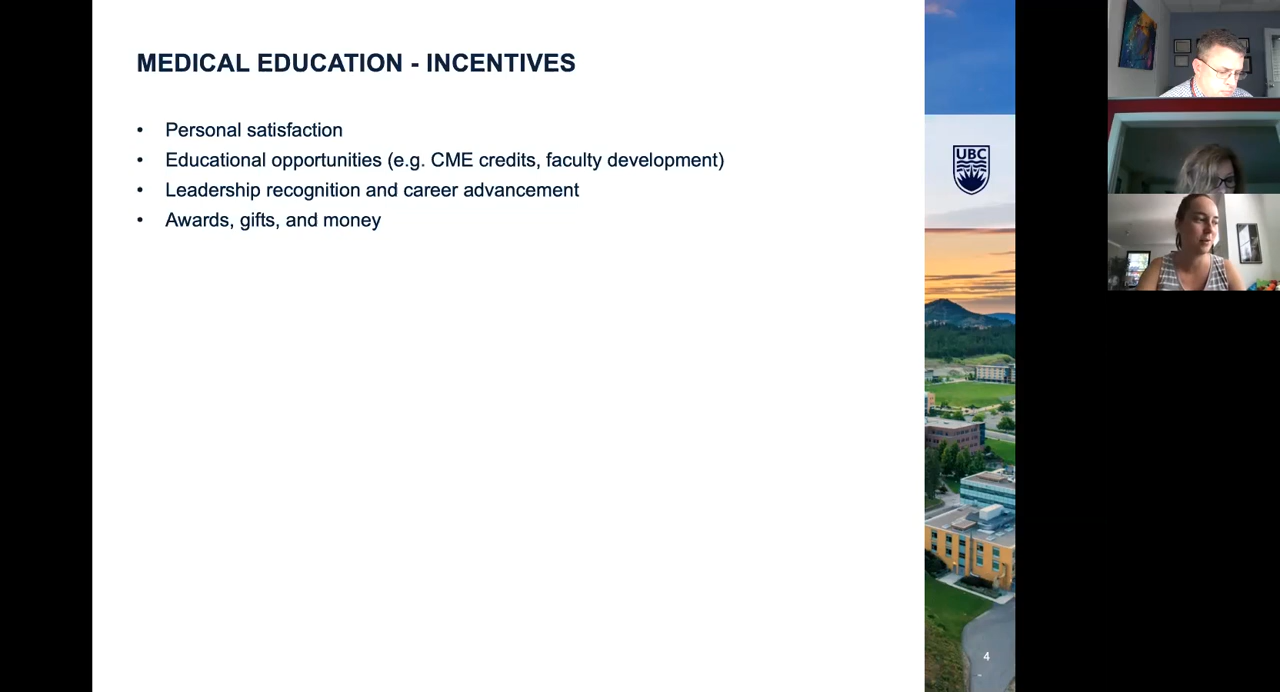 MEDICAL EDUCATION - INCENTIVES
• Personal satisfaction
• Educational opportunities (e.g. CME credits, faculty development)
• Leadership recognition and career advancement
• Awards, gifts, and money
UBC
4